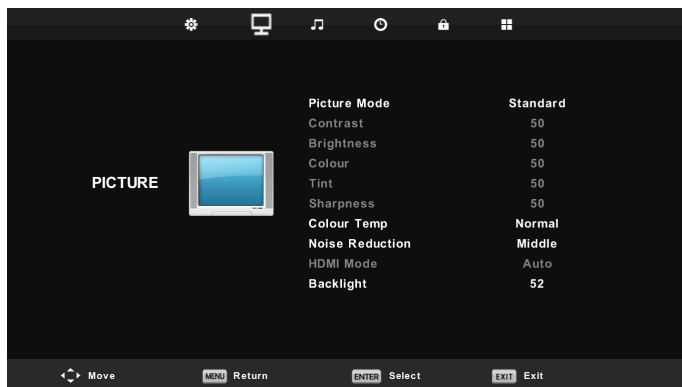 Picture Mode Standard
Contrast 50
Brightness 50
Colour 50
PICTURE
Tint 50
Sharpness 50
Colour Temp Normal
Noise Reduction Middle
HDMI Mode Auto
Backlight 52
Move MENU Return ENTER Select EXIT Exit